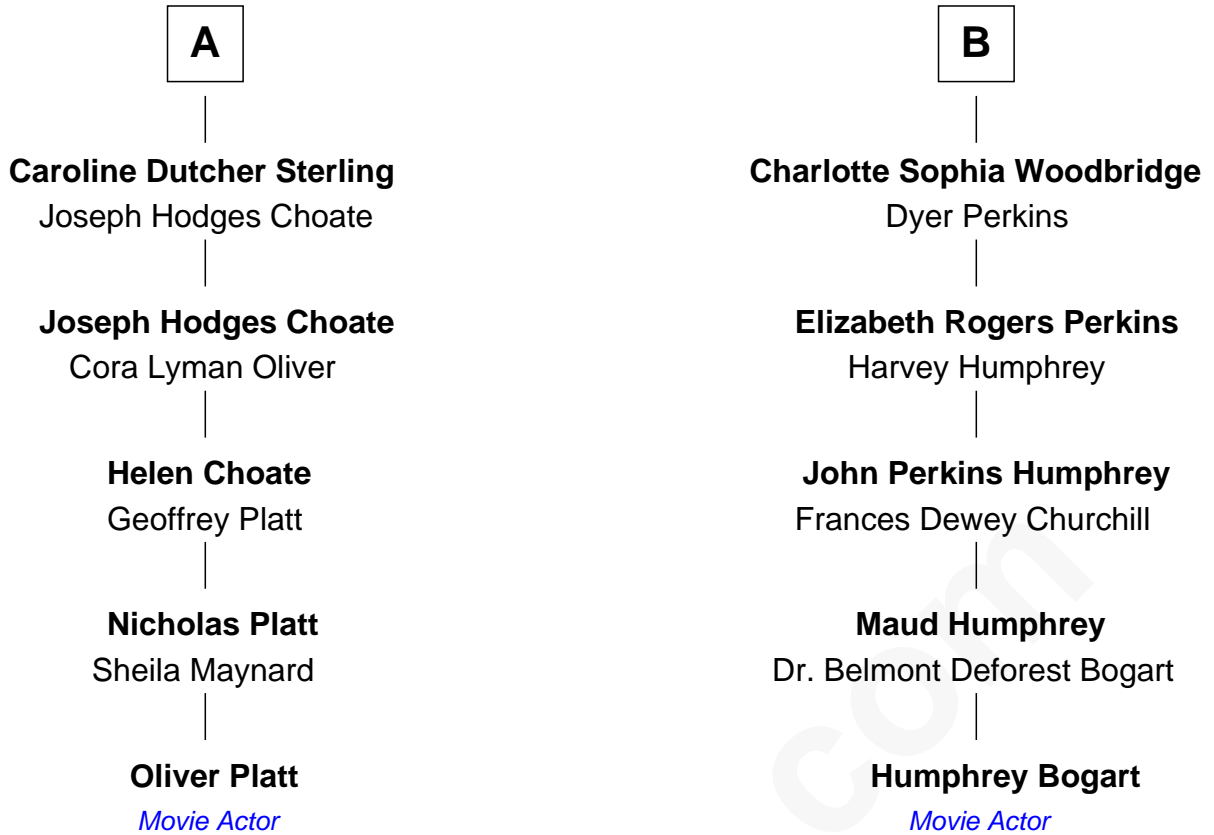 A
Caroline Dutcher Sterling
Joseph Hodges Choate
Joseph Hodges Choate
Cora Lyman Oliver
Helen Choate
Geoffrey Platt
Nicholas Platt
Sheila Maynard
Oliver Platt
Movie Actor
B
Charlotte Sophia Woodbridge
Dyer Perkins
Elizabeth Rogers Perkins
Harvey Humphrey
John Perkins Humphrey
Frances Dewey Churchill
Maud Humphrey
Dr. Belmont Deforest Bogart
Humphrey Bogart
Movie Actor
com